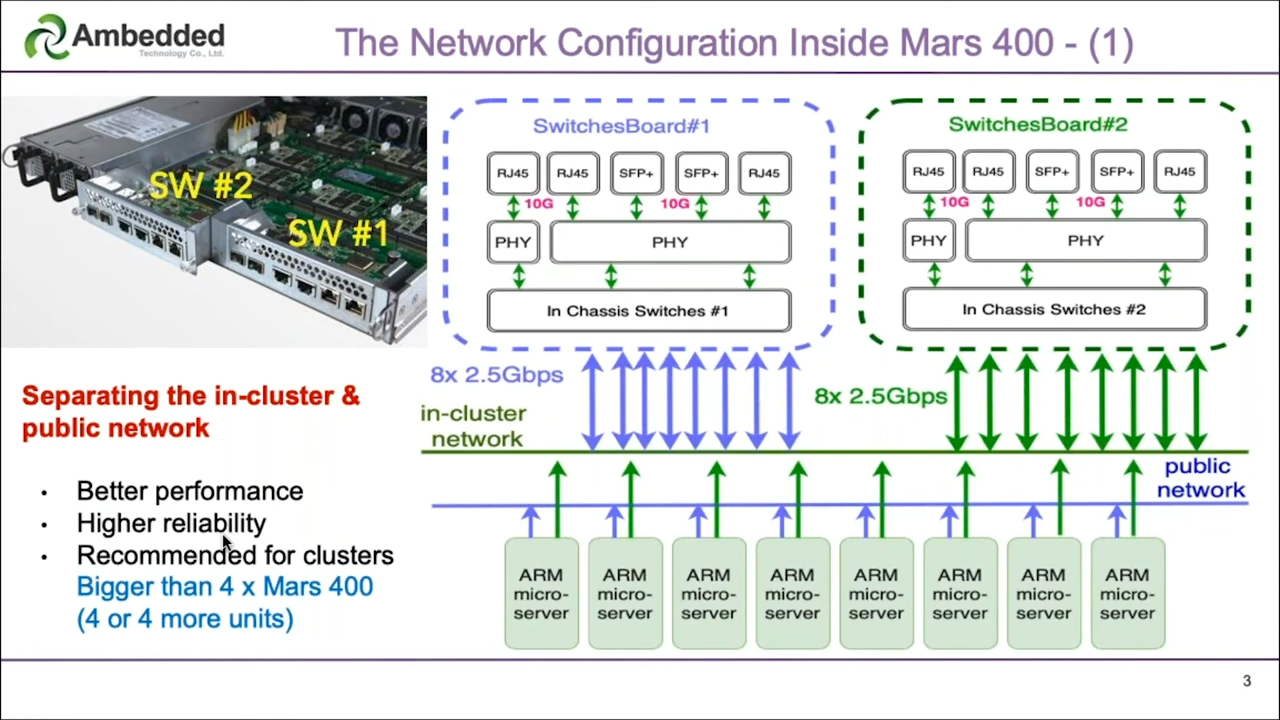 Ambedded
Technology Co., Ltd.
The Network Configuration Inside Mars 400 - (1)
SW #2
SW #1
SwitchesBoard#1
RJ45 RJ45 SFP+ SFP+ RJ45
10G 10G
PHY PHY
In Chassis Switches #1
SwitchesBoard#2
RJ45 RJ45 SFP+ SFP+ RJ45
10G 10G
PHY PHY
In Chassis Switches #2
8x 2.5Gbps
8x 2.5Gbps
in-cluster
network
public
network
Separating the in-cluster &
public network
• Better performance
• Higher reliability
• Recommended for clusters
Bigger than 4 x Mars 400
(4 or 4 more units)
ARM ARM ARM ARM ARM ARM ARM ARM
micro- micro- micro- micro- micro- micro- micro- micro-
server server server server server server server server
3